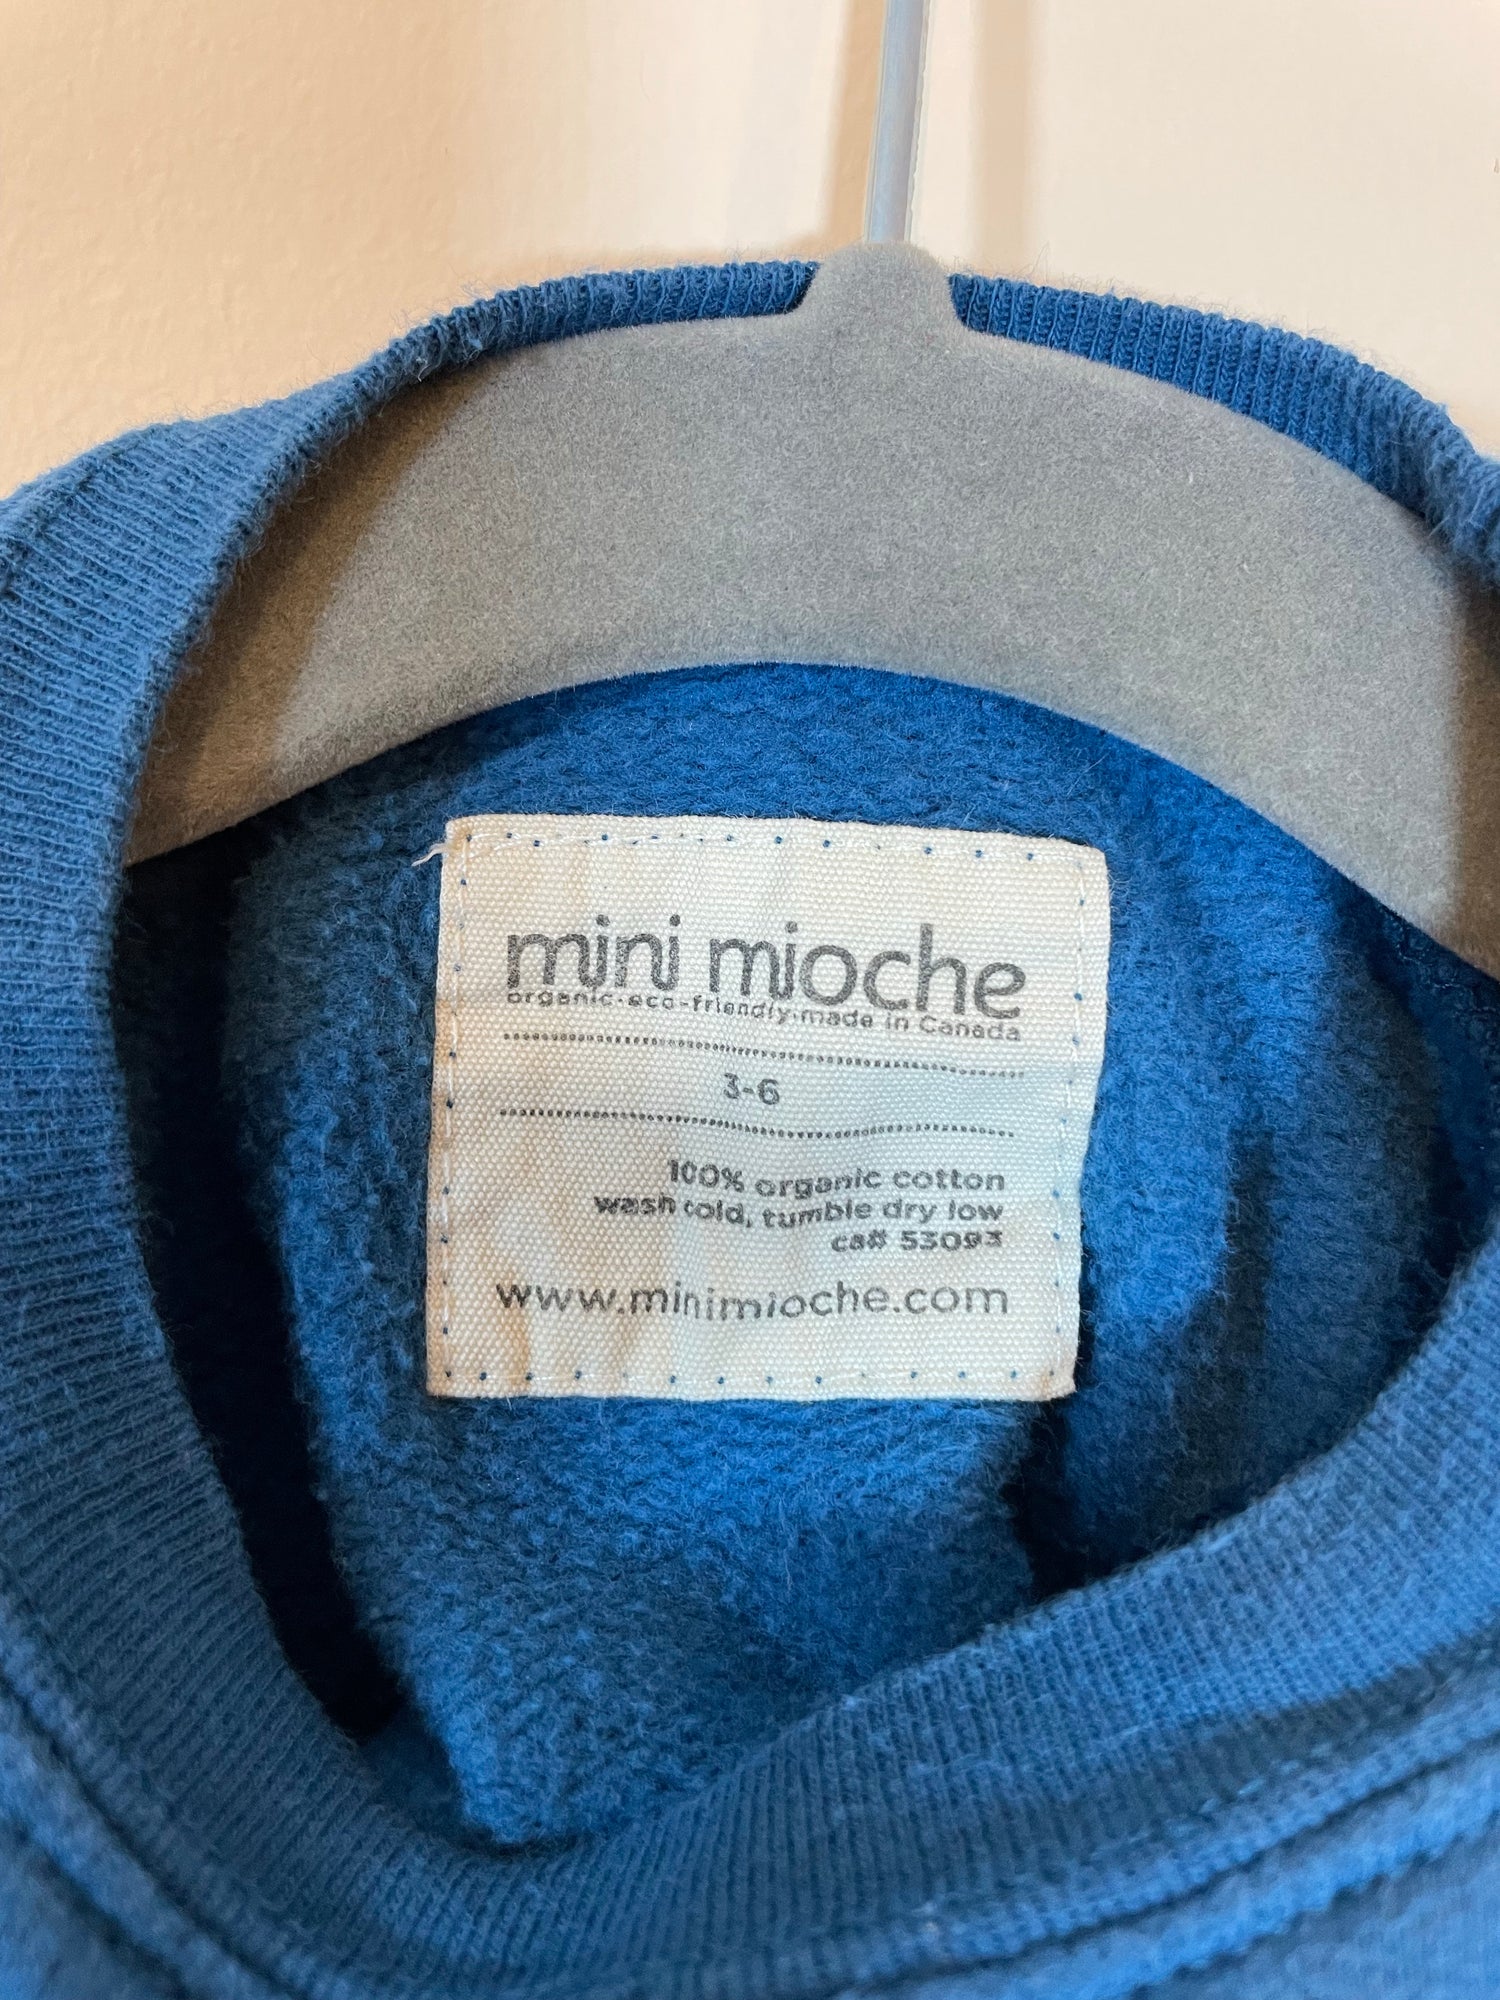 mini mioche
organic·eco-friendly·made in Canada
3-6
100% organic cotton
wash cold, tumble dry low
ca# 53093
www.minimioche.com